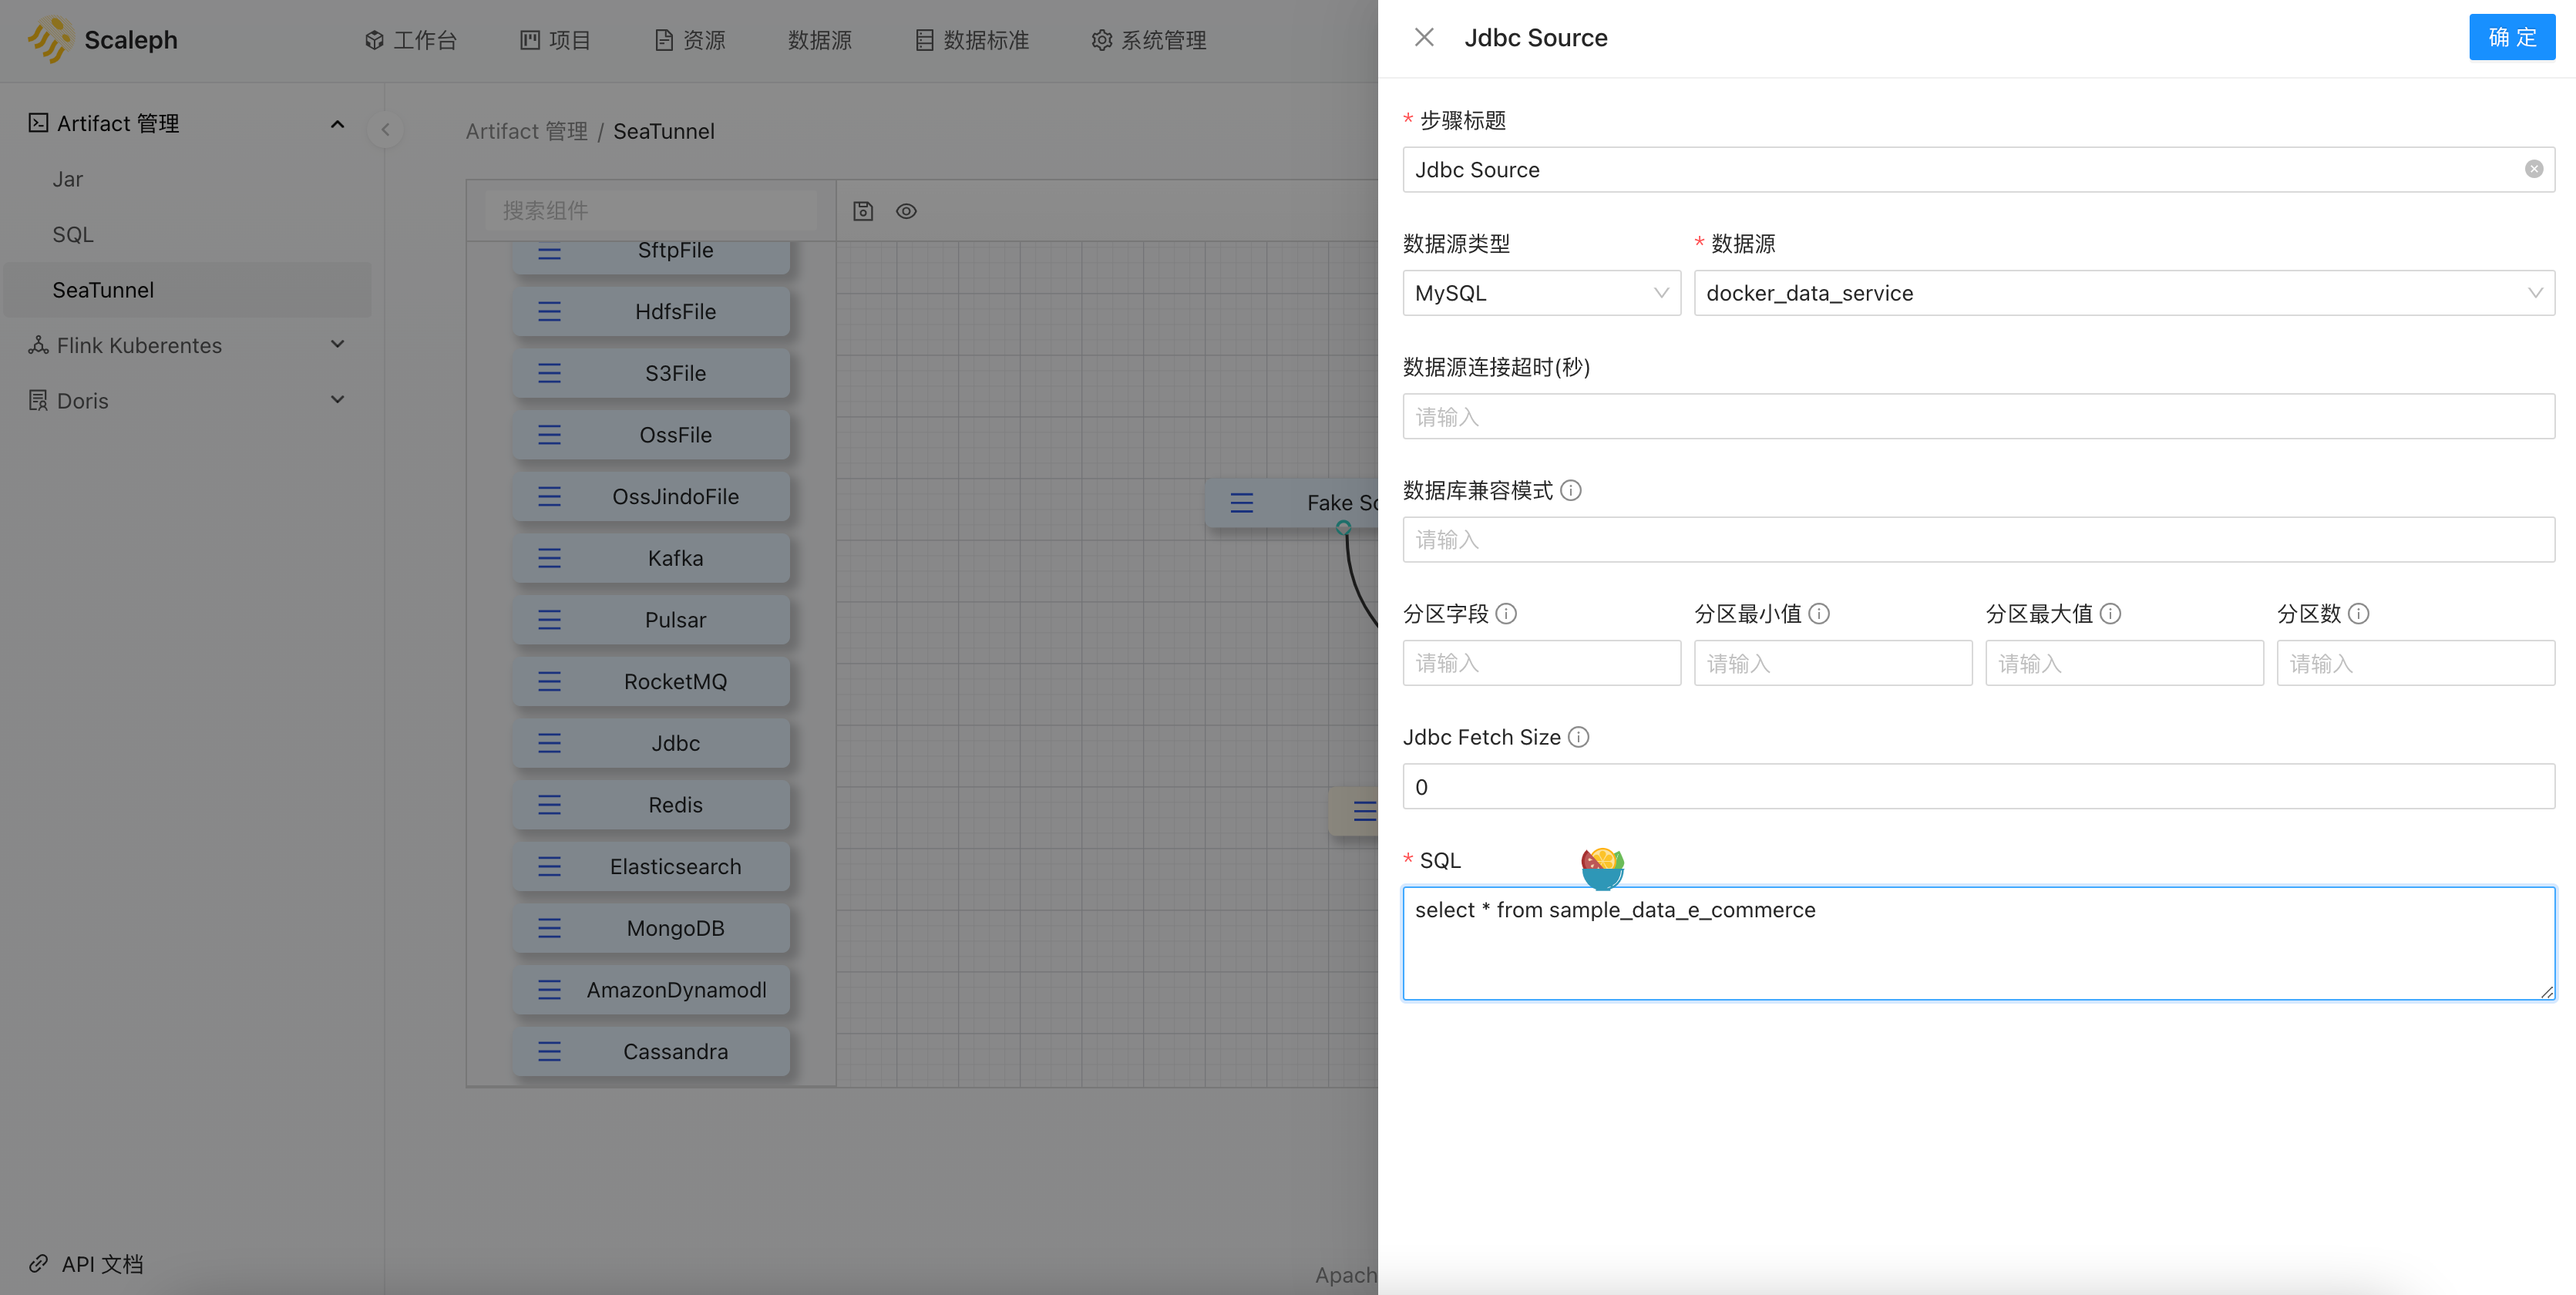 Scaleph
工作台
项目
资源
数据源
数据标准
系统管理
Artifact 管理
Jar
SQL
SeaTunnel
Flink Kuberentes
Doris
API 文档
Artifact 管理 / SeaTunnel
搜索组件
SftpFile
HdfsFile
S3File
OssFile
OssJindoFile
Kafka
Pulsar
RocketMQ
Jdbc
Redis
Elasticsearch
MongoDB
AmazonDynamodl
Cassandra
Fake So
Apach
Jdbc Source
确 定
* 步骤标题
Jdbc Source
数据源类型
* 数据源
MySQL
docker_data_service
数据源连接超时(秒)
请输入
数据库兼容模式
请输入
分区字段
分区最小值
分区最大值
分区数
请输入
请输入
请输入
请输入
Jdbc Fetch Size
0
* SQL
select * from sample_data_e_commerce